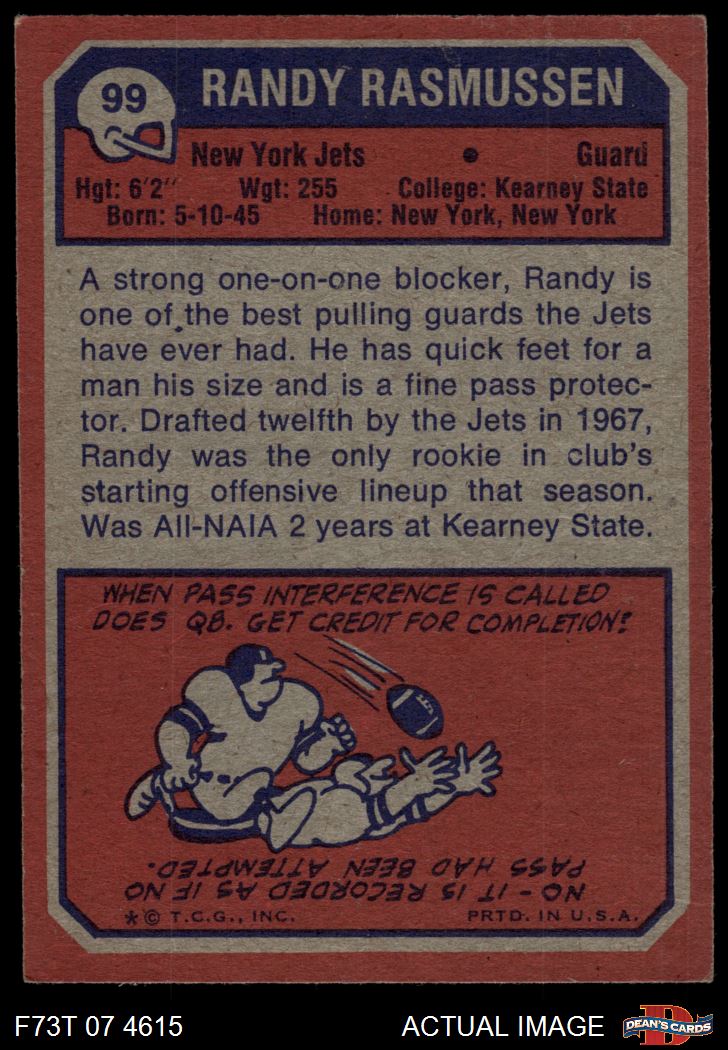 99
RANDY RASMUSSEN
New York Jets • Guard
Hgt: 6'2" Wgt: 255 College: Kearney State
Born: 5-10-45 Home: New York, New York
A strong one-on-one blocker, Randy is
one of the best pulling guards the Jets
have ever had. He has quick feet for a
man his size and is a fine pass protec-
tor. Drafted twelfth by the Jets in 1967,
Randy was the only rookie in club's
starting offensive lineup that season.
Was All-NAIA 2 years at Kearney State.
WHEN PASS INTERFERENCE IS CALLED
DOES QB. GET CREDIT FOR COMPLETION?
NO - IT IS RECORDED AS IF NO
PASS HAD BEEN ATTEMPTED.
*© T.C.G., INC. PRTD. IN U.S.A.
F73T 07 4615 ACTUAL IMAGE
D
DEAN'S CARDS